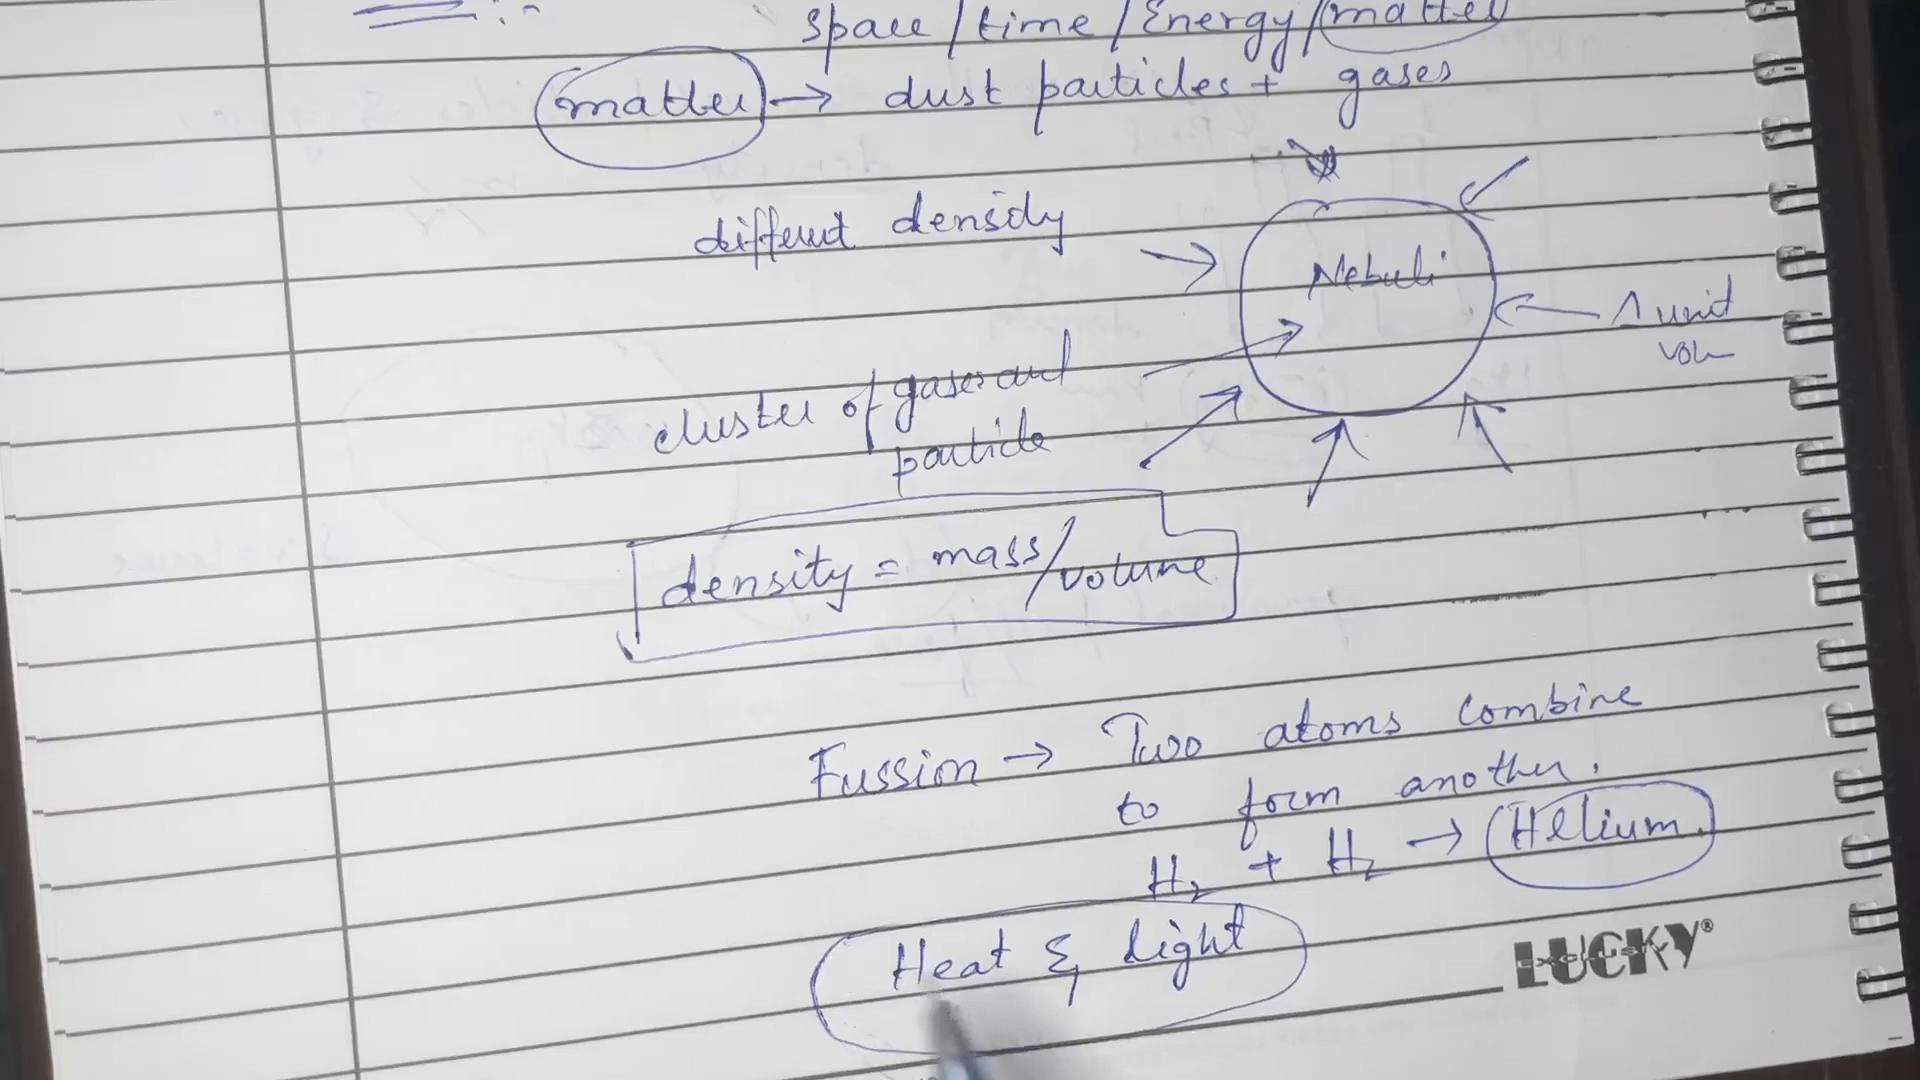 space / time / Energy / matter
matter → dust particles + gases
different density
Nebuli
1 unit
vol
cluster of gases and
particle
density = mass/volume
Fussion → Two atoms combine
to form another.
H2 + H2 → Helium
Heat & light
LUCKY®